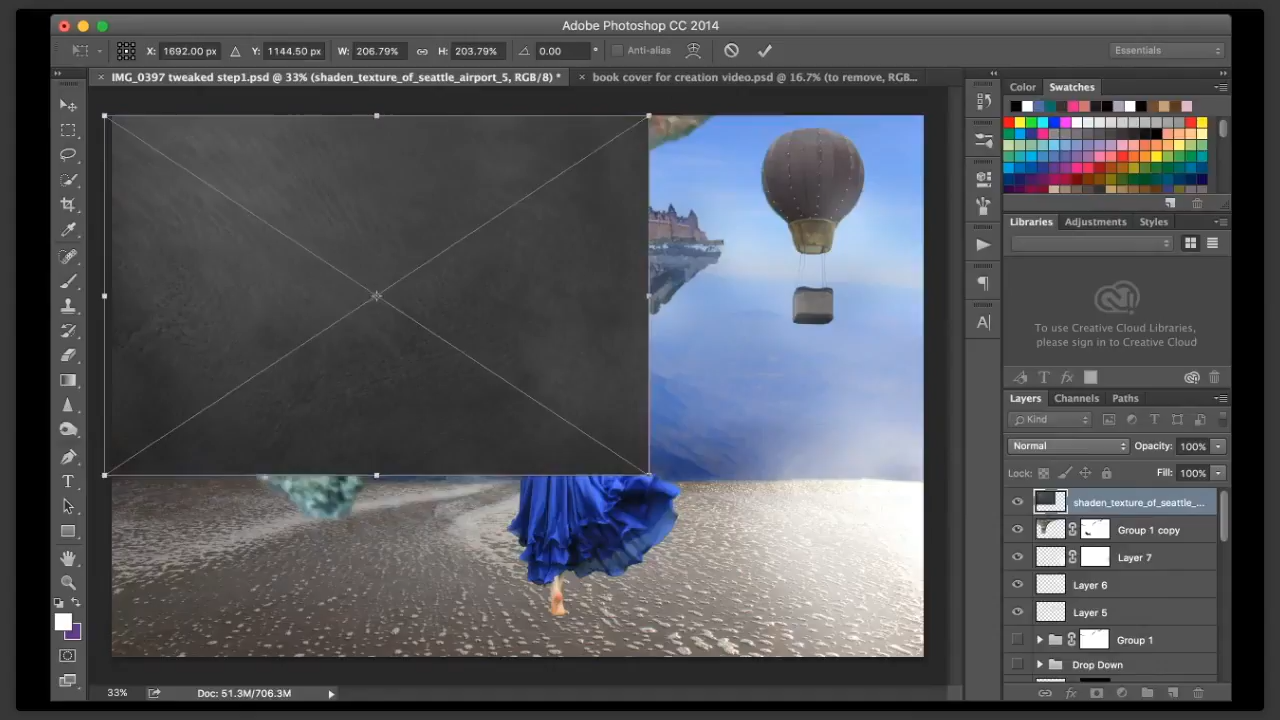 Adobe Photoshop CC 2014
X: 1692.00 px Y: 1144.50 px W: 206.79% H: 203.79% 0.00 ° Anti-alias Essentials
IMG_0397 tweaked step1.psd @ 33% (shaden_texture_of_seattle_airport_5, RGB/8) *
book cover for creation video.psd @ 16.7% (to remove, RGB...
Color Swatches
Libraries Adjustments Styles
To use Creative Cloud Libraries,
please sign in to Creative Cloud
Layers Channels Paths
Kind
Normal Opacity: 100%
Lock: Fill: 100%
shaden_texture_of_seattle_...
Group 1 copy
Layer 7
Layer 6
Layer 5
Group 1
Drop Down
33% Doc: 51.3M/706.3M